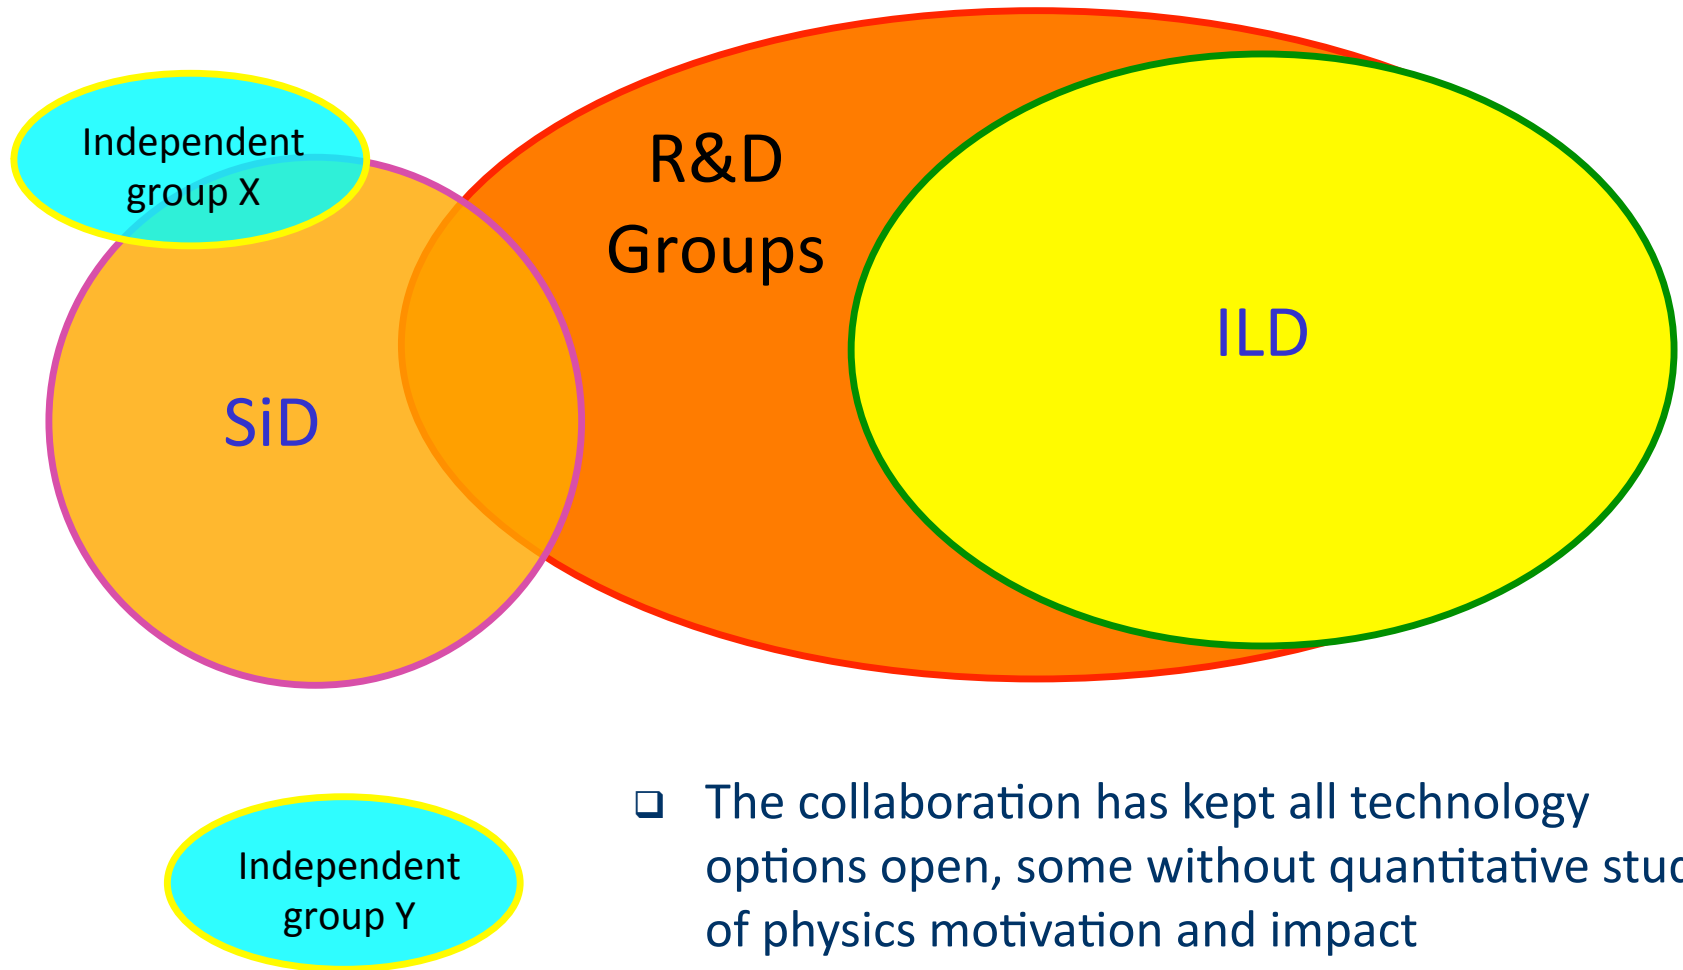 Independent
group X
R&D
Groups
ILD
SiD
Independent
group Y
❑ The collaboration has kept all technology
options open, some without quantitative
of physics motivation and impact